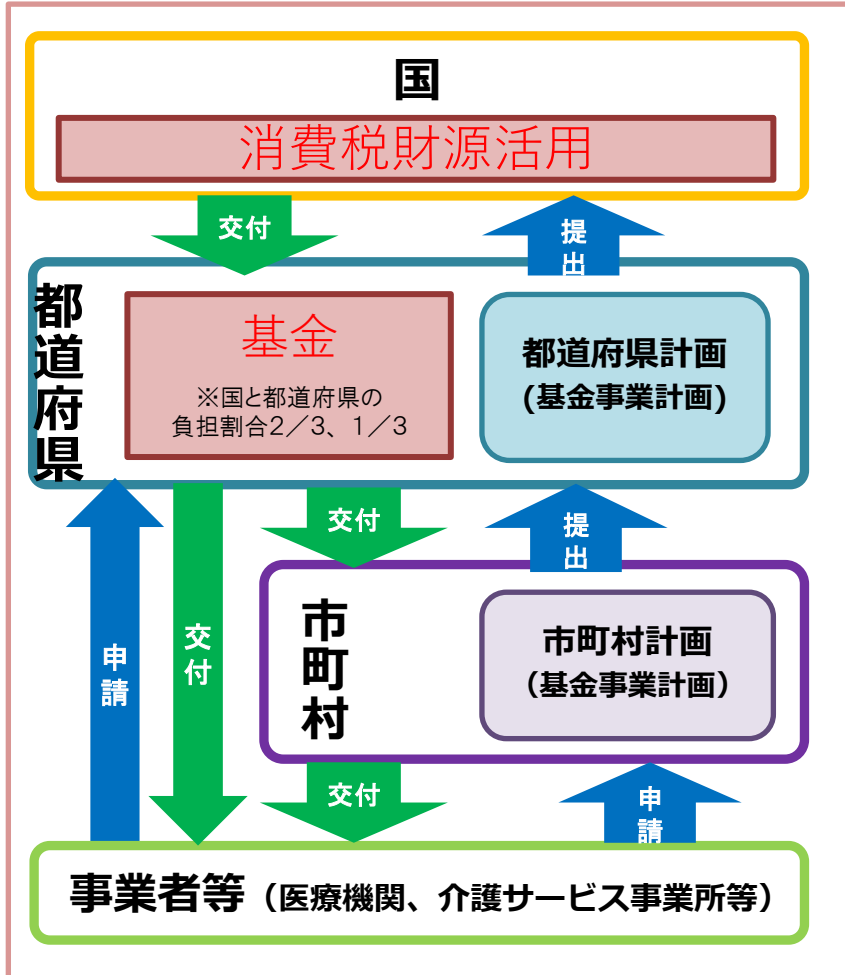 国
消費税財源活用
交付
提出
都道府県
基金
※国と都道府県の
負担割合2／3、1／3
都道府県計画
(基金事業計画)
申請
交付
交付
提出
市町村
市町村計画
（基金事業計画）
交付
申請
事業者等（医療機関、介護サービス事業所等）